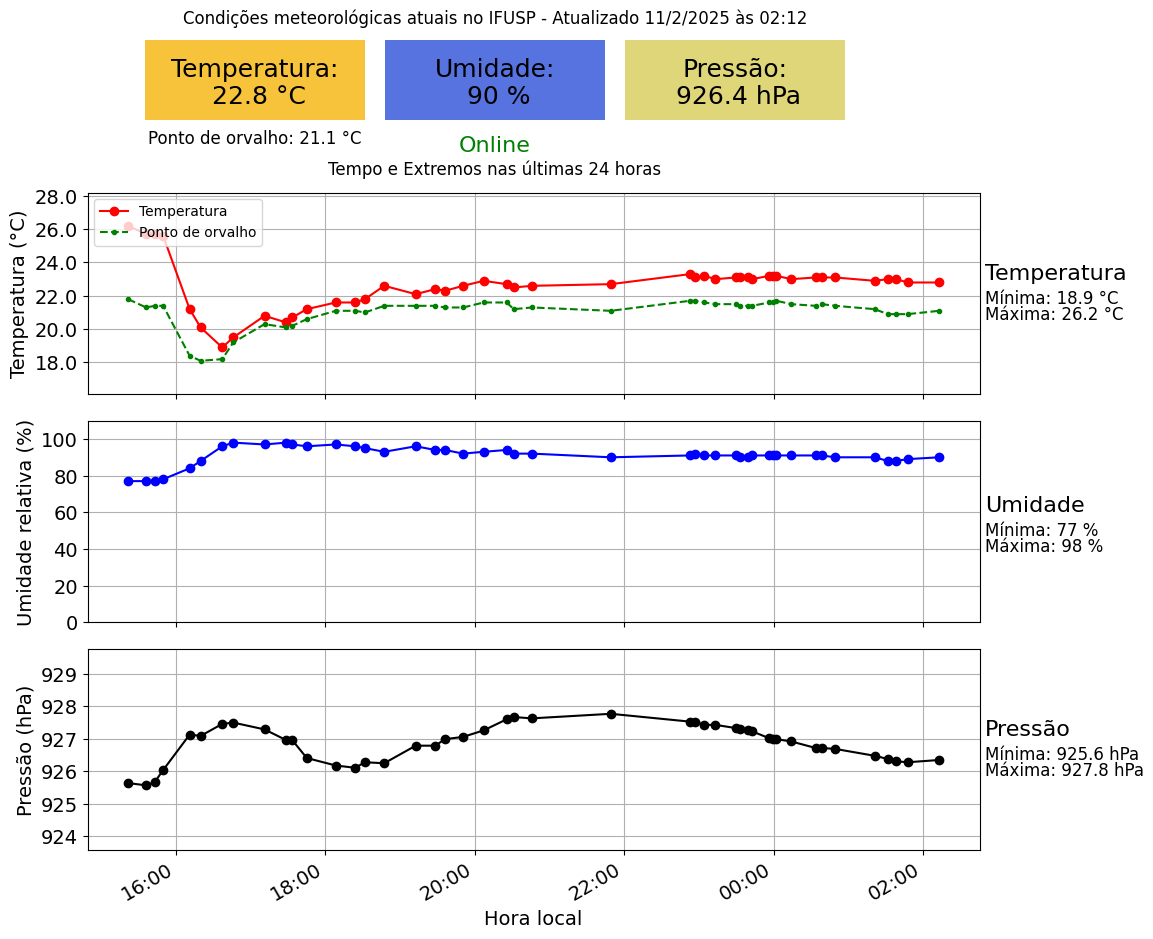 Condições meteorológicas atuais no IFUSP - Atualizado 11/2/2025 às 02:12
Temperatura:
22.8 °C
Umidade:
90 %
Pressão:
926.4 hPa
Ponto de orvalho: 21.1 °C
Online
Tempo e Extremos nas últimas 24 horas
Temperatura (°C)
28.0
26.0
24.0
22.0
20.0
18.0
Temperatura
Ponto de orvalho
Temperatura
Mínima: 18.9 °C
Máxima: 26.2 °C
Umidade relativa (%)
100
80
60
40
20
0
Umidade
Mínima: 77 %
Máxima: 98 %
Pressão (hPa)
929
928
927
926
925
924
Pressão
Mínima: 925.6 hPa
Máxima: 927.8 hPa
16:00
18:00
20:00
22:00
00:00
02:00
Hora local